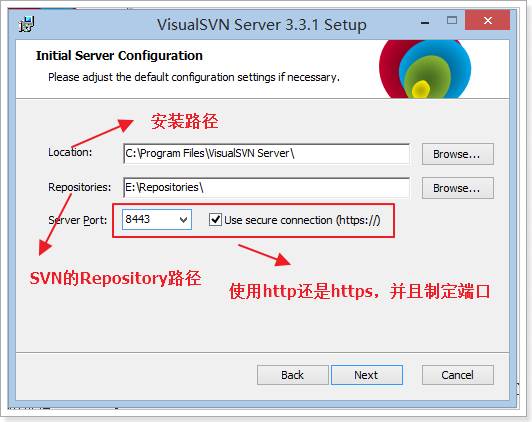 VisualSVN Server 3.3.1 Setup
Initial Server Configuration
Please adjust the default configuration settings if necessary.
安装路径
Location:
C:\Program Files\VisualSVN Server\
Browse...
Repositories:
E:\Repositories\
Browse...
Server Port:
8443
Use secure connection (https://)
SVN的Repository路径
使用http还是https，并且制定端口
Back
Next
Cancel